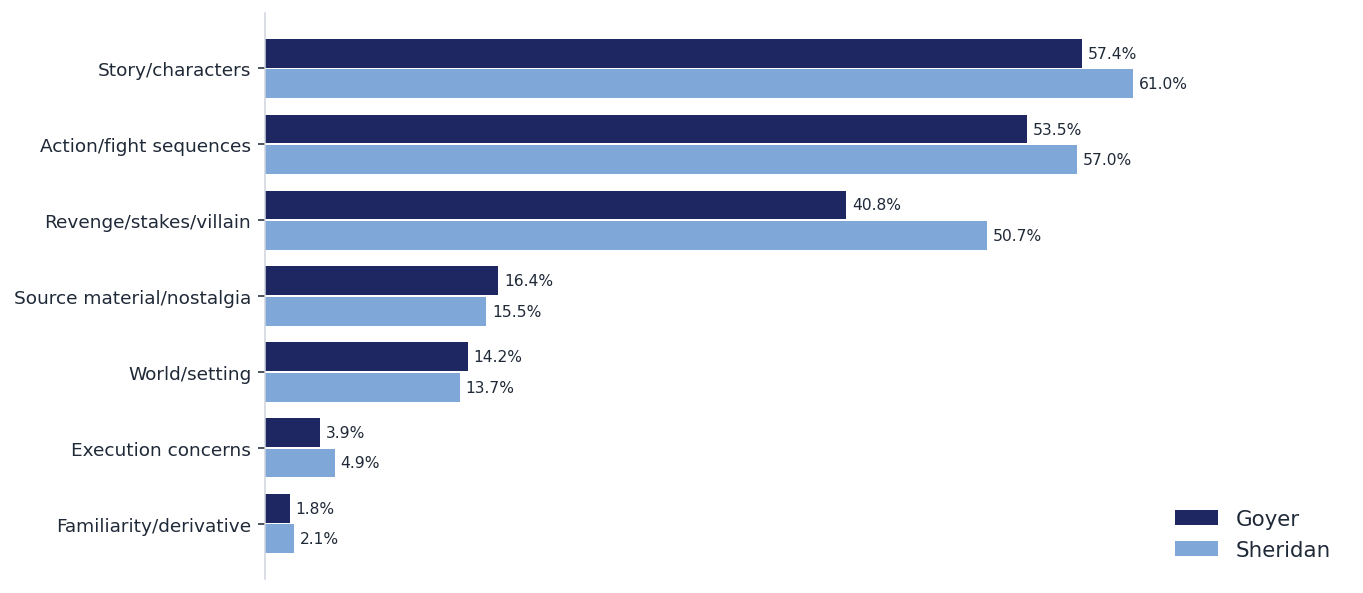 Story/characters
57.4%
61.0%
Action/fight sequences
53.5%
57.0%
Revenge/stakes/villain
40.8%
50.7%
Source material/nostalgia
16.4%
15.5%
World/setting
14.2%
13.7%
Execution concerns
3.9%
4.9%
Familiarity/derivative
1.8%
2.1%
Goyer
Sheridan